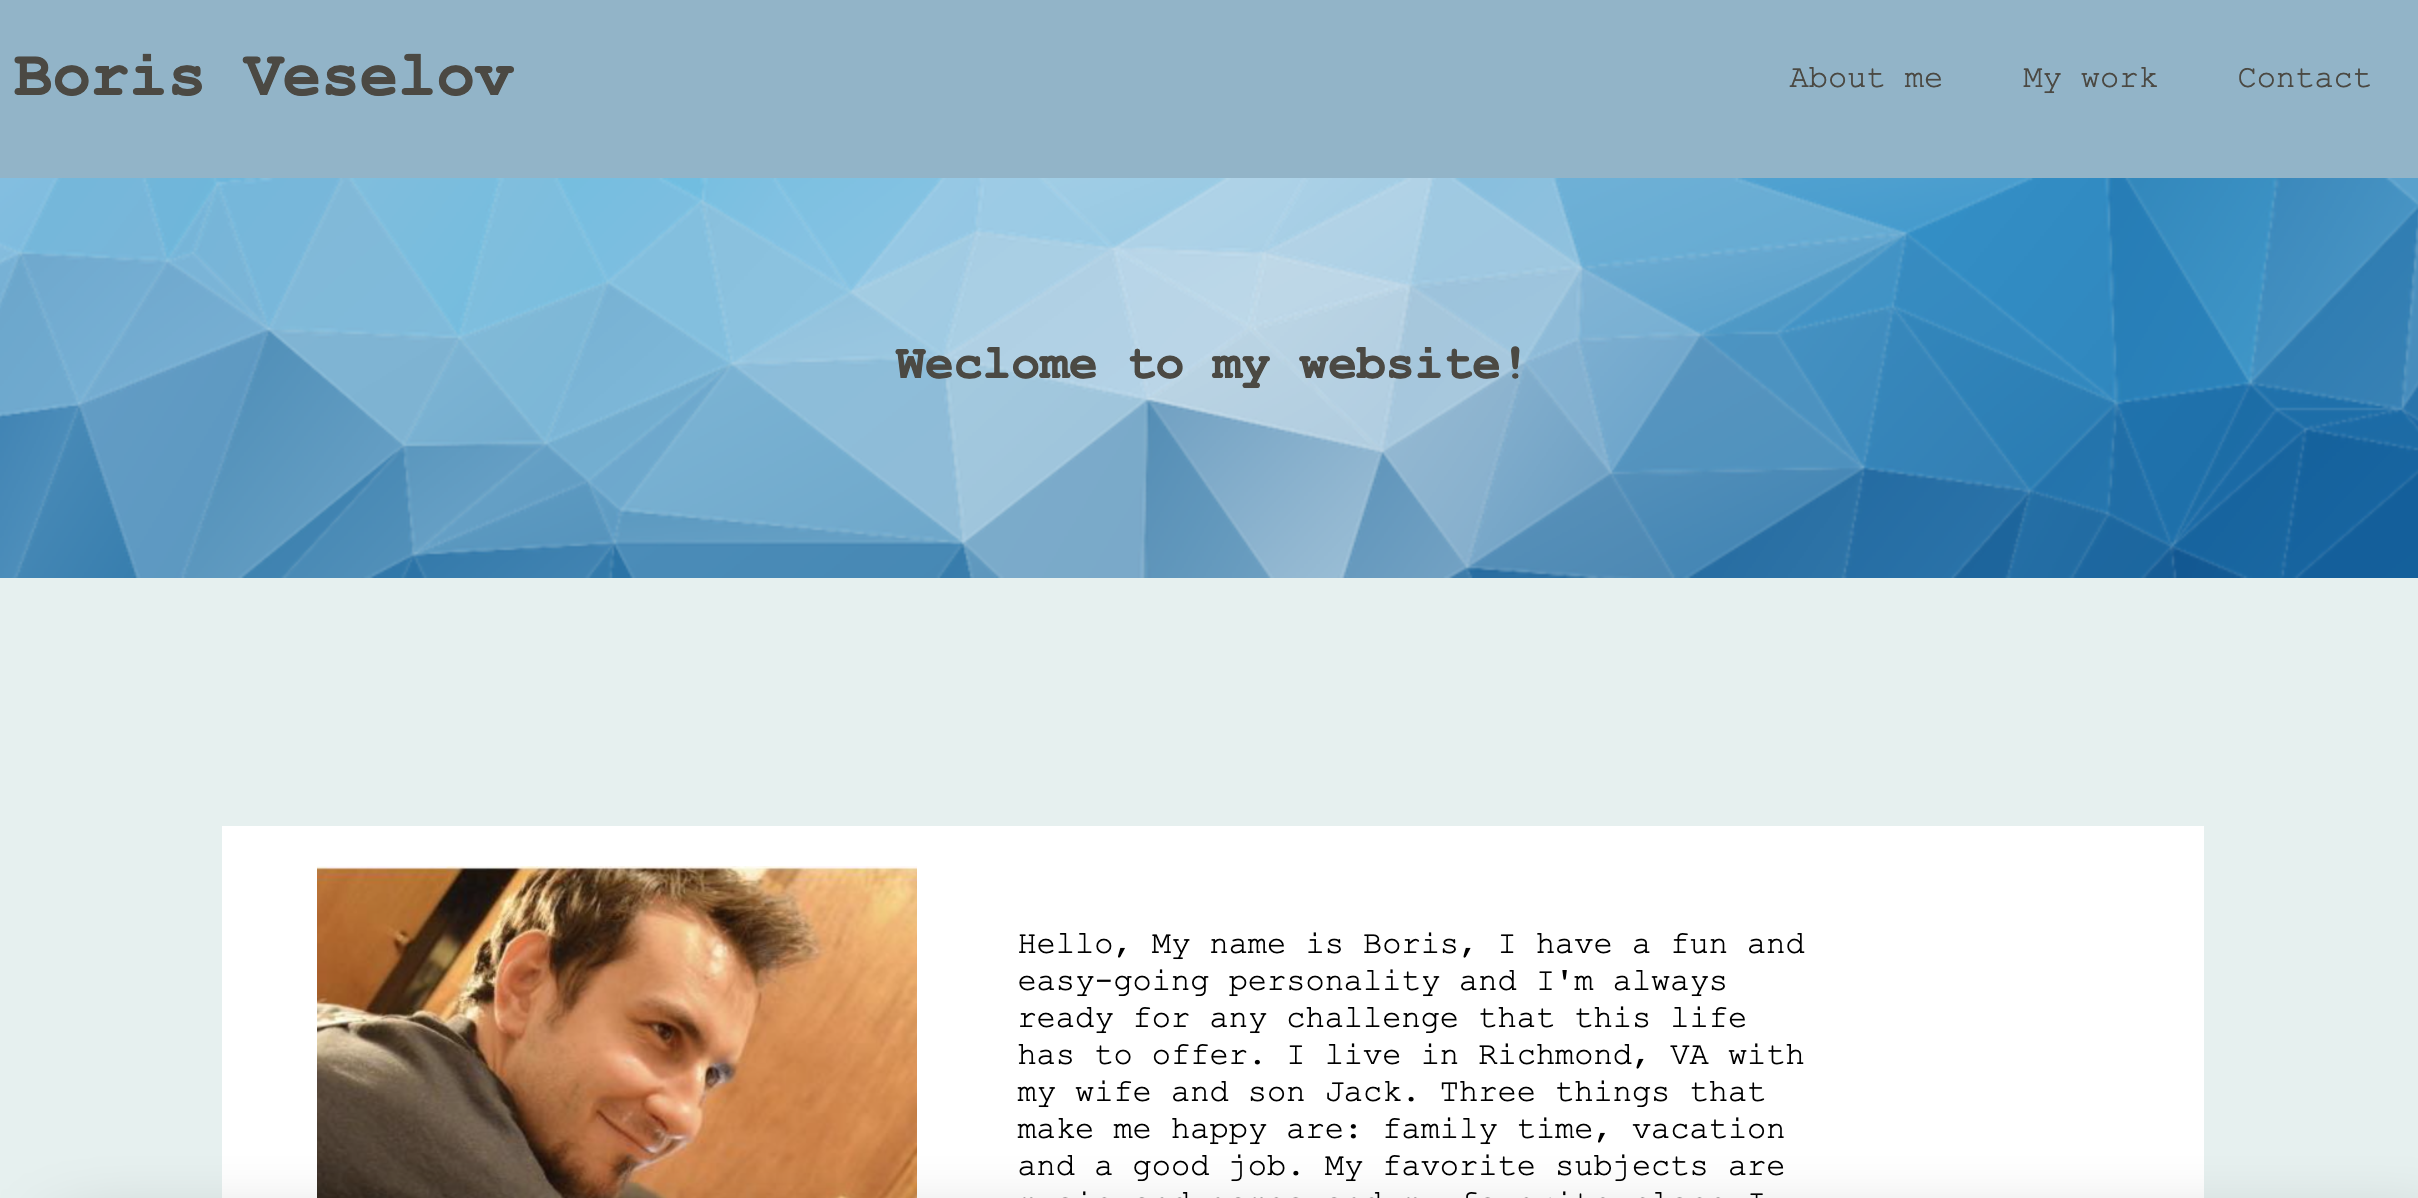 Boris Veselov
About me
My work
Contact
Weclome to my website!
Hello, My name is Boris, I have a fun and
easy-going personality and I'm always
ready for any challenge that this life
has to offer. I live in Richmond, VA with
my wife and son Jack. Three things that
make me happy are: family time, vacation
and a good job. My favorite subjects are